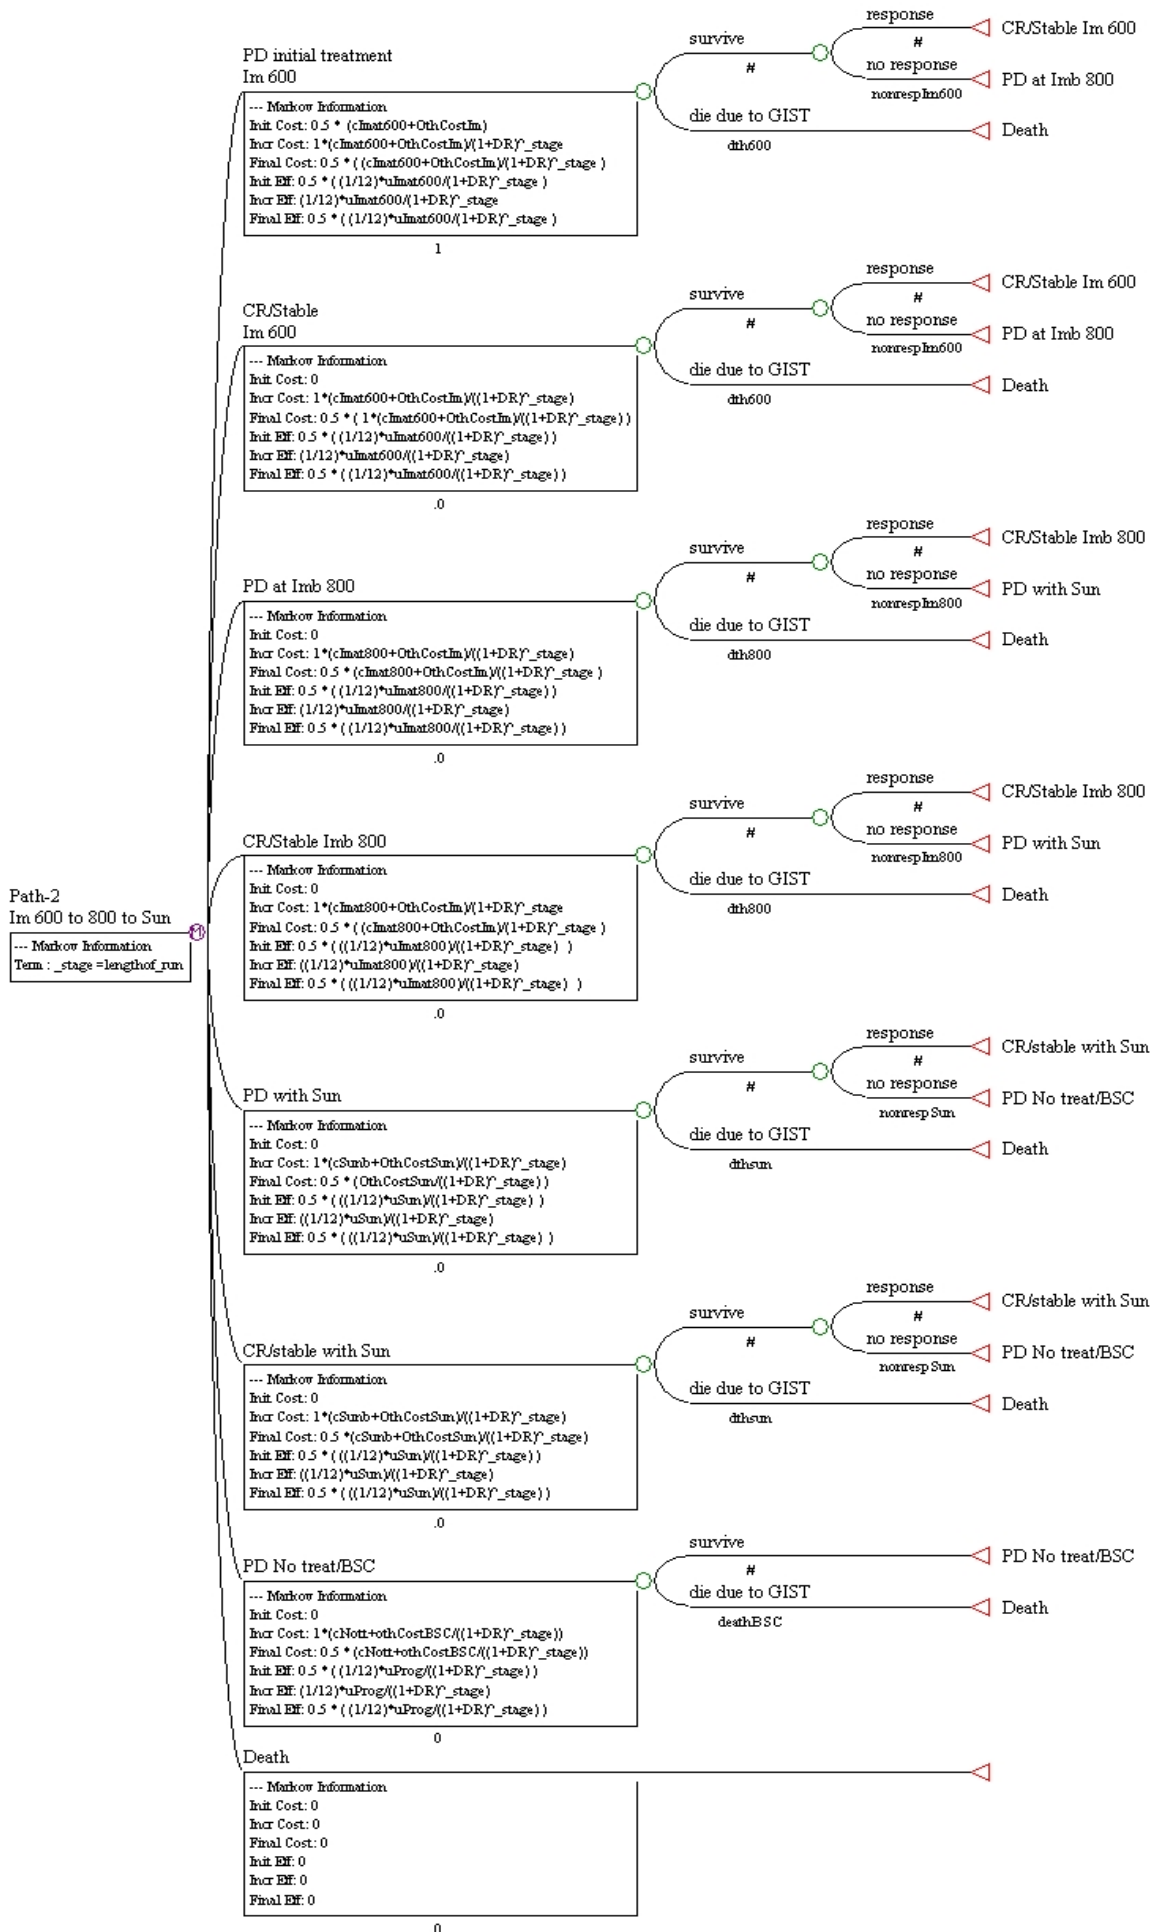 Path-2
Im 600 to 800 to Sun
--- Markov Information
Term : _stage =lengthof_run
PD initial treatment
Im 600
--- Markov Information
Init Cost: 0.5 * (cImat600+OthCostIm)
Incr Cost: 1*(cImat600+OthCostIm)/(1+DR)^_stage
Final Cost: 0.5 * ( (cImat600+OthCostIm)/(1+DR)^_stage )
Init Eff: 0.5 * ( (1/12)*uImat600/(1+DR)^_stage )
Incr Eff: (1/12)*uImat600/(1+DR)^_stage
Final Eff: 0.5 * ( (1/12)*uImat600/(1+DR)^_stage )
1
survive
#
response
#
CR/Stable Im 600
no response
nonrespIm600
PD at Imb 800
die due to GIST
dth600
Death
CR/Stable
Im 600
--- Markov Information
Init Cost: 0
Incr Cost: 1*(cImat600+OthCostIm)/((1+DR)^_stage)
Final Cost: 0.5 * ( 1*(cImat600+OthCostIm)/((1+DR)^_stage) )
Init Eff: 0.5 * ( (1/12)*uImat600/((1+DR)^_stage) )
Incr Eff: (1/12)*uImat600/((1+DR)^_stage)
Final Eff: 0.5 * ( (1/12)*uImat600/((1+DR)^_stage) )
.0
survive
#
response
#
CR/Stable Im 600
no response
nonrespIm600
PD at Imb 800
die due to GIST
dth600
Death
PD at Imb 800
--- Markov Information
Init Cost: 0
Incr Cost: 1*(cImat800+OthCostIm)/((1+DR)^_stage)
Final Cost: 0.5 * (cImat800+OthCostIm)/((1+DR)^_stage )
Init Eff: 0.5 * ( (1/12)*uImat800/((1+DR)^_stage) )
Incr Eff: (1/12)*uImat800/((1+DR)^_stage)
Final Eff: 0.5 * ( (1/12)*uImat800/((1+DR)^_stage) )
.0
survive
#
response
#
CR/Stable Imb 800
no response
nonrespIm800
PD with Sun
die due to GIST
dth800
Death
CR/Stable Imb 800
--- Markov Information
Init Cost: 0
Incr Cost: 1*(cImat800+OthCostIm)/(1+DR)^_stage
Final Cost: 0.5 * ( (cImat800+OthCostIm)/(1+DR)^_stage )
Init Eff: 0.5 * ( ((1/12)*uImat800)/((1+DR)^_stage) )
Incr Eff: ((1/12)*uImat800)/((1+DR)^_stage)
Final Eff: 0.5 * ( ((1/12)*uImat800)/((1+DR)^_stage) )
.0
survive
#
response
#
CR/Stable Imb 800
no response
nonrespIm800
PD with Sun
die due to GIST
dth800
Death
PD with Sun
--- Markov Information
Init Cost: 0
Incr Cost: 1*(cSunb+OthCostSun)/((1+DR)^_stage)
Final Cost: 0.5 * (OthCostSun/((1+DR)^_stage) )
Init Eff: 0.5 * ( ((1/12)*uSun)/((1+DR)^_stage) )
Incr Eff: ((1/12)*uSun)/((1+DR)^_stage)
Final Eff: 0.5 * ( ((1/12)*uSun)/((1+DR)^_stage) )
.0
survive
#
response
#
CR/stable with Sun
no response
nonrespSun
PD No treat/BSC
die due to GIST
dthsun
Death
CR/stable with Sun
--- Markov Information
Init Cost: 0
Incr Cost: 1*(cSunb+OthCostSun)/((1+DR)^_stage)
Final Cost: 0.5 *(cSunb+OthCostSun)/((1+DR)^_stage)
Init Eff: 0.5 * ( ((1/12)*uSun)/((1+DR)^_stage) )
Incr Eff: ((1/12)*uSun)/((1+DR)^_stage)
Final Eff: 0.5 * ( ((1/12)*uSun)/((1+DR)^_stage) )
.0
survive
#
response
#
CR/stable with Sun
no response
nonrespSun
PD No treat/BSC
die due to GIST
dthsun
Death
PD No treat/BSC
--- Markov Information
Init Cost: 0
Incr Cost: 1*(cNott+othCostBSC/((1+DR)^_stage))
Final Cost: 0.5 * (cNott+othCostBSC/((1+DR)^_stage))
Init Eff: 0.5 * ( (1/12)*uProg/((1+DR)^_stage) )
Incr Eff: (1/12)*uProg/((1+DR)^_stage)
Final Eff: 0.5 * ( (1/12)*uProg/((1+DR)^_stage) )
0
survive
#
PD No treat/BSC
die due to GIST
deathBSC
Death
Death
--- Markov Information
Init Cost: 0
Incr Cost: 0
Final Cost: 0
Init Eff: 0
Incr Eff: 0
Final Eff: 0
0